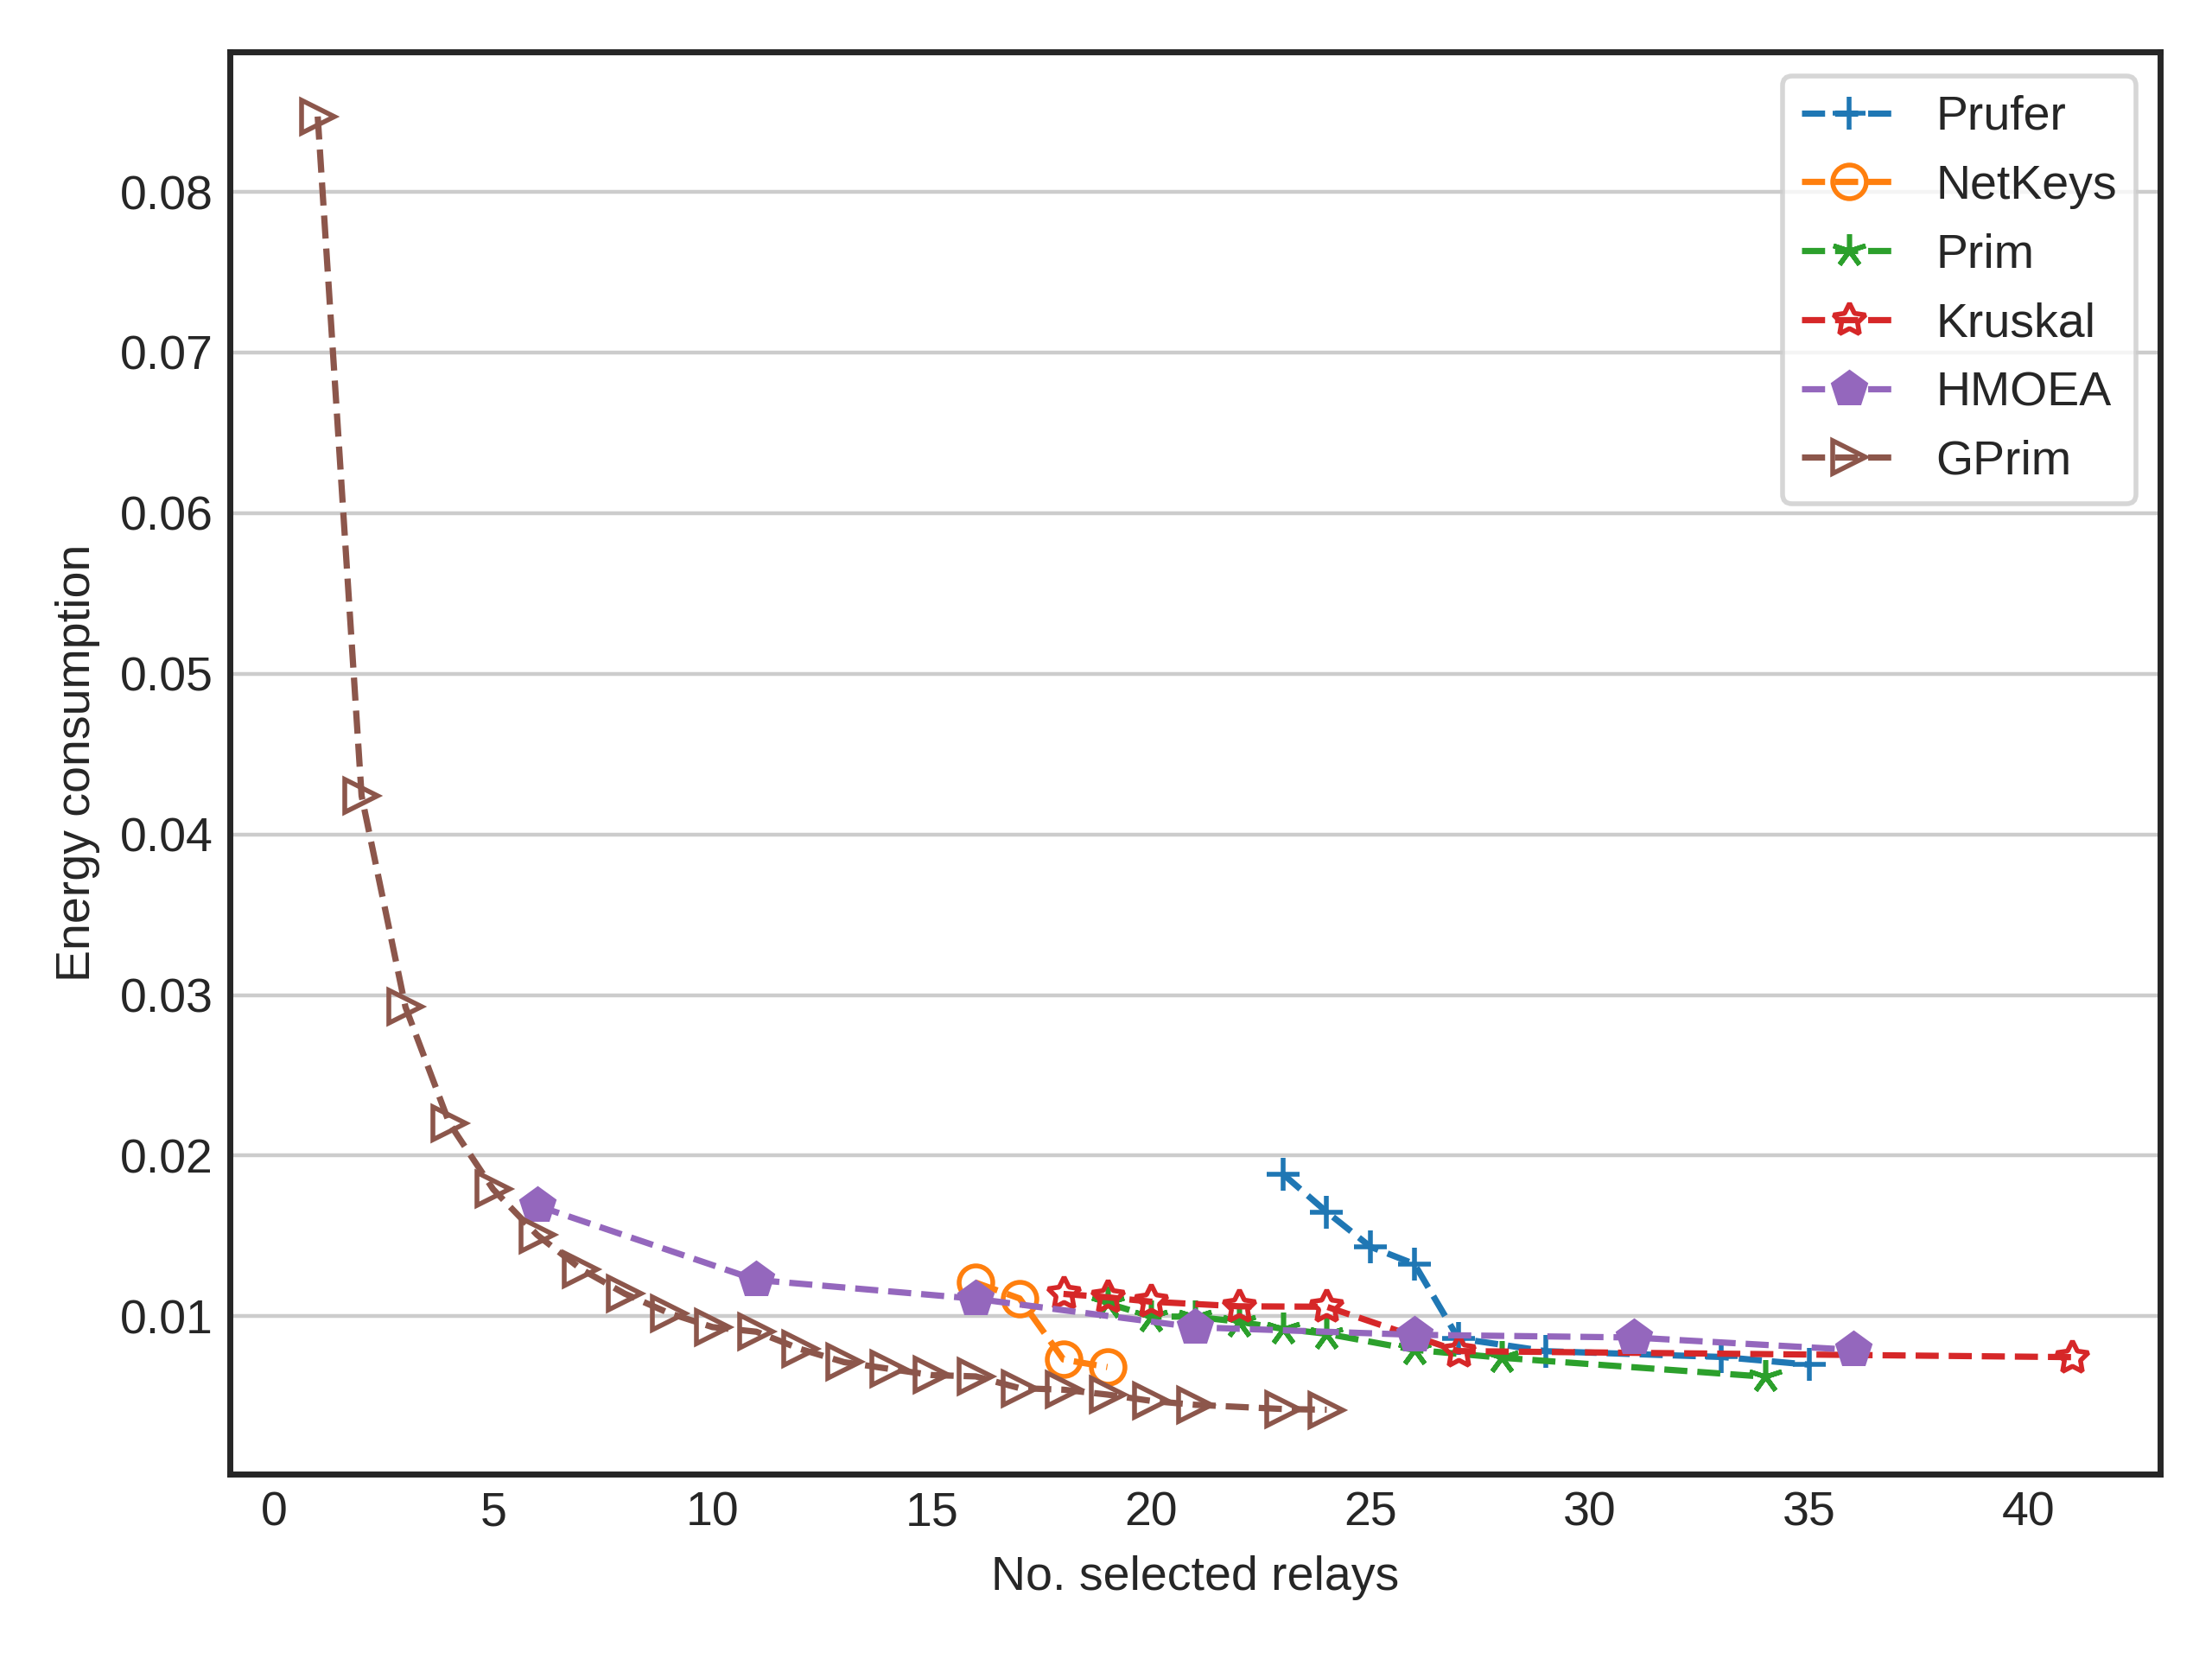 Prufer
NetKeys
Prim
Kruskal
HMOEA
GPrim
0.08
0.07
0.06
0.05
0.04
0.03
0.02
0.01
Energy consumption
0 5 10 15 20 25 30 35 40
No. selected relays